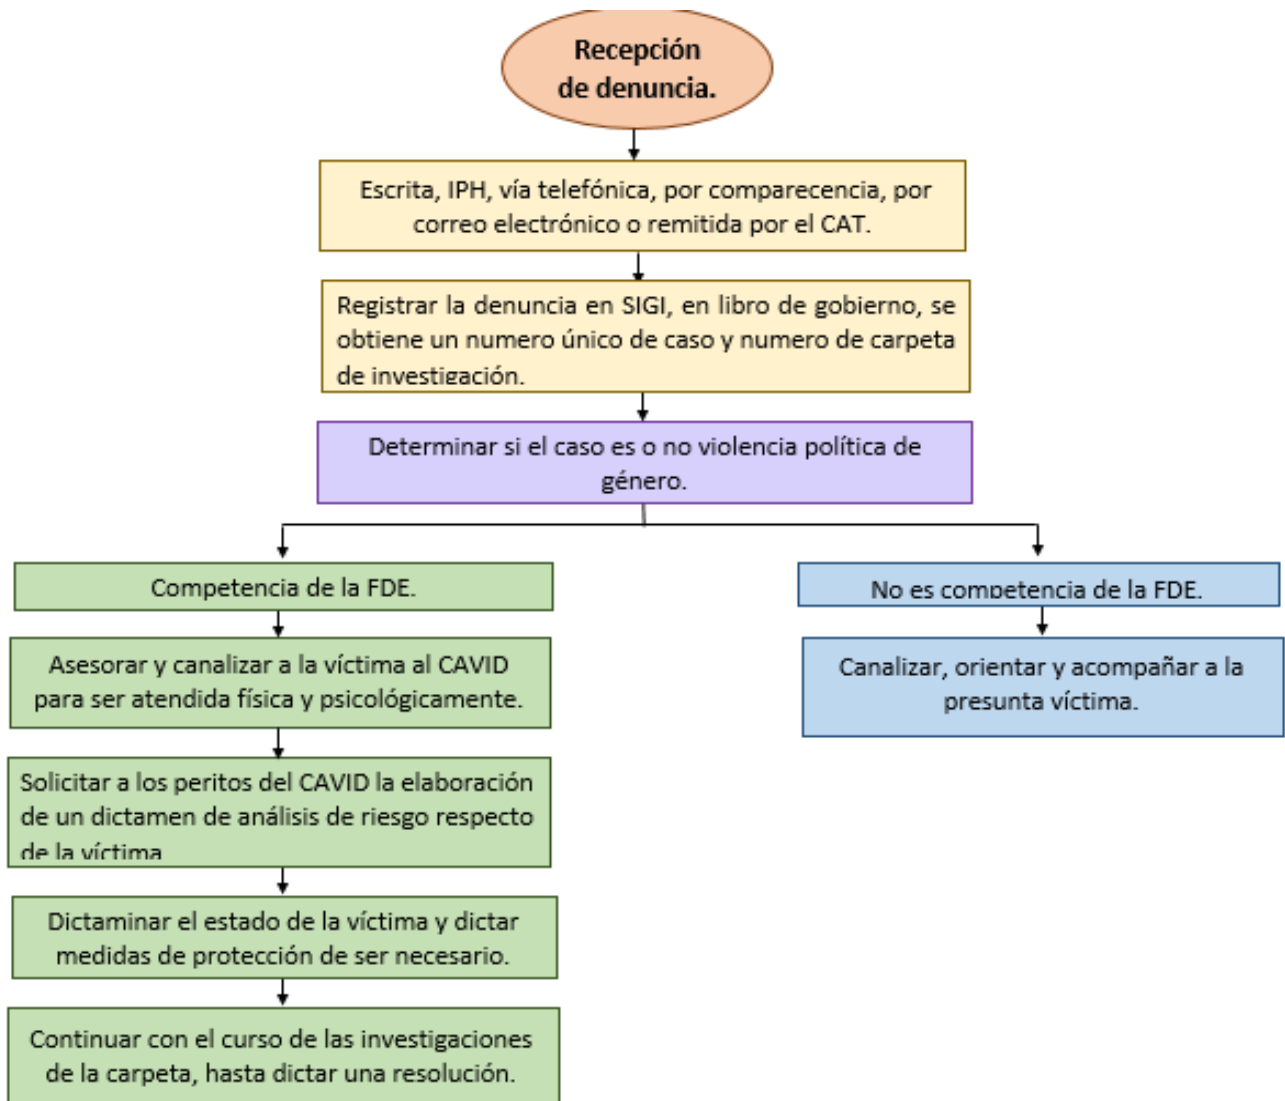 Recepción
de denuncia.
Escrita, IPH, vía telefónica, por comparecencia, por
correo electrónico o remitida por el CAT.
Registrar la denuncia en SIGI, en libro de gobierno, se
obtiene un numero único de caso y numero de carpeta
de investigación.
Determinar si el caso es o no violencia política de
género.
Competencia de la FDE.
No es competencia de la FDE.
Asesorar y canalizar a la víctima al CAVID
para ser atendida física y psicológicamente.
Canalizar, orientar y acompañar a la
presunta víctima.
Solicitar a los peritos del CAVID la elaboración
de un dictamen de análisis de riesgo respecto
de la víctima
Dictaminar el estado de la víctima y dictar
medidas de protección de ser necesario.
Continuar con el curso de las investigaciones
de la carpeta, hasta dictar una resolución.